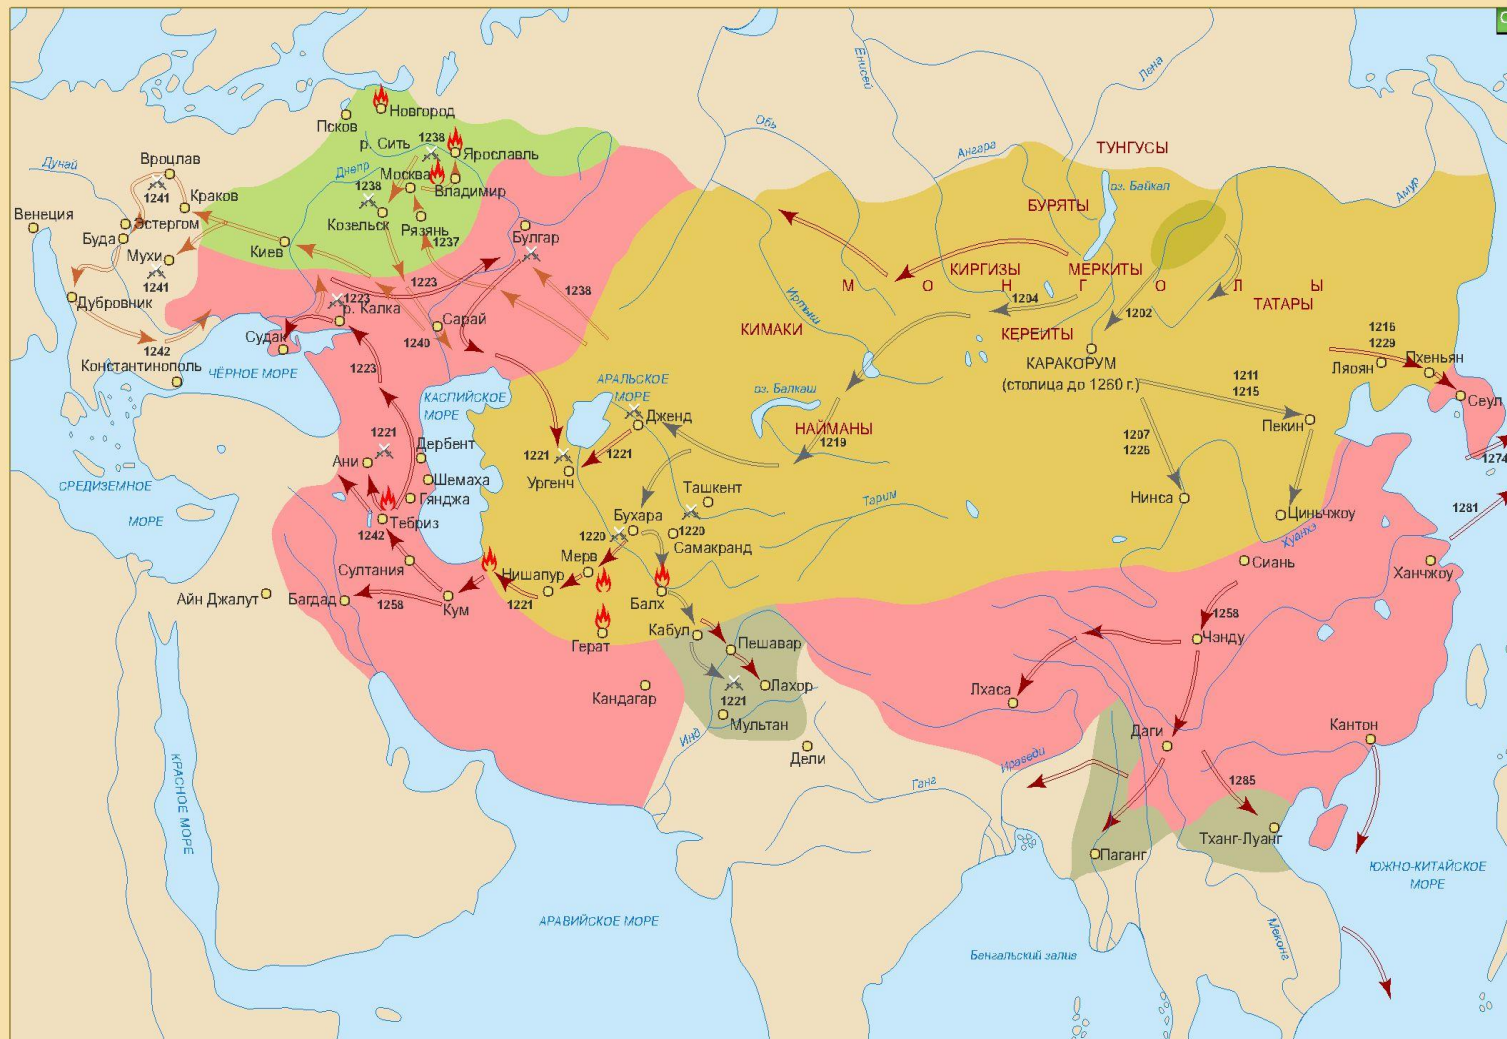 С
Енисей
Лена
Обь
Ангара
ТУНГУСЫ
оз. Байкал
Амур
БУРЯТЫ
Новгород
Псков
р. Сить
1238
Ярославль
Дунай
Вроцлав
Днепр
Москва
Владимир
1241
Краков
1238
Венеция
Эстергом
Козельск
Рязань
Буда
1237
Булгар
Мухи
Киев
1241
1223
1238
Дубровник
1223
р. Калка
Судак
Сарай
1240
1242
Константинополь
ЧЁРНОЕ МОРЕ
1223
КИРГИЗЫ
МЕРКИТЫ
М О Н Г О Л Ы
ТАТАРЫ
Иртыш
1204
1202
КИМАКИ
КЕРЕИТЫ
КАРАКОРУМ
(столица до 1260 г.)
1216
1229
Пхеньян
Ляоян
Сеул
1211
1215
Пекин
КАСПИЙСКОЕ
МОРЕ
АРАЛЬСКОЕ
МОРЕ
оз. Балкаш
Дженд
НАЙМАНЫ
1219
1207
1226
1274
1221
Дербент
Ани
1221
1221
Ургенч
Шемаха
Гянджа
Ташкент
Тарим
Нинса
Циньчжоу
1281
СРЕДИЗЕМНОЕ
МОРЕ
Тебриз
1242
Бухара
1220
1220
Самакранд
Хуанхэ
Мерв
Султания
Нишапур
Сиань
Ханчжоу
Айн Джалут
Багдад
1258
Кум
1221
Балх
1258
Герат
Кабул
Пешавар
Чэнду
Кандагар
Лахор
1221
Мультан
Лхаса
Инд
Дели
Даги
Кантон
Ираведи
Ганг
1285
КРАСНОЕ МОРЕ
Тханг-Луанг
Паганг
ЮЖНО-КИТАЙСКОЕ
МОРЕ
АРАВИЙСКОЕ МОРЕ
Меконг
Бенгальский залив